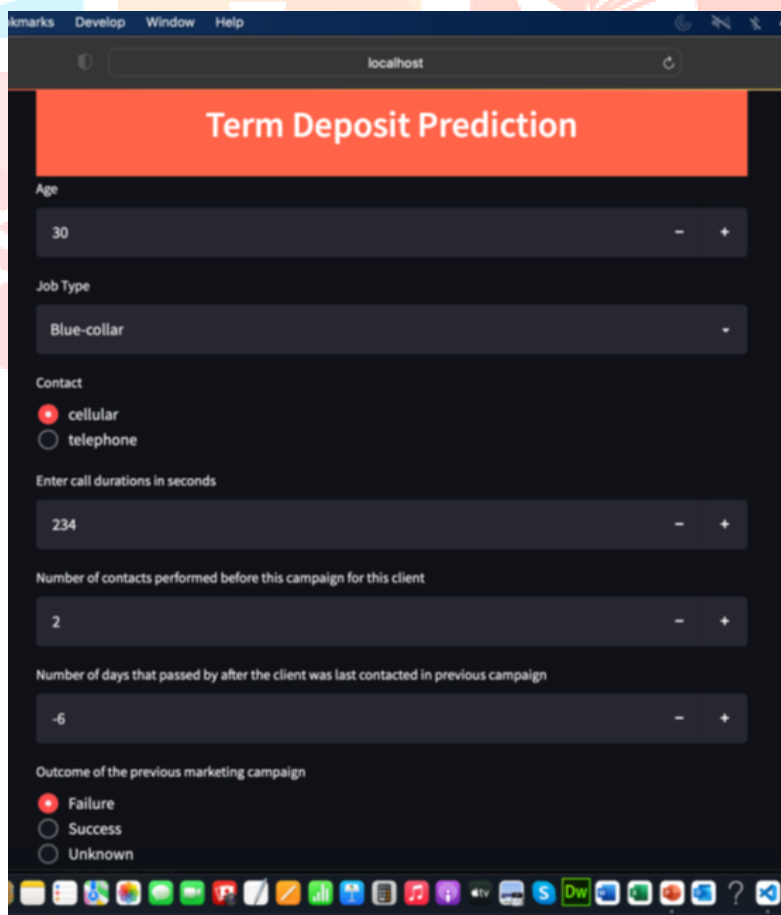 kmarks Develop Window Help
localhost
Term Deposit Prediction
Age
30 - +
Job Type
Blue-collar
Contact
cellular
telephone
Enter call durations in seconds
234 - +
Number of contacts performed before this campaign for this client
2 - +
Number of days that passed by after the client was last contacted in previous campaign
-6 - +
Outcome of the previous marketing campaign
Failure
Success
Unknown
tv S Dw ?